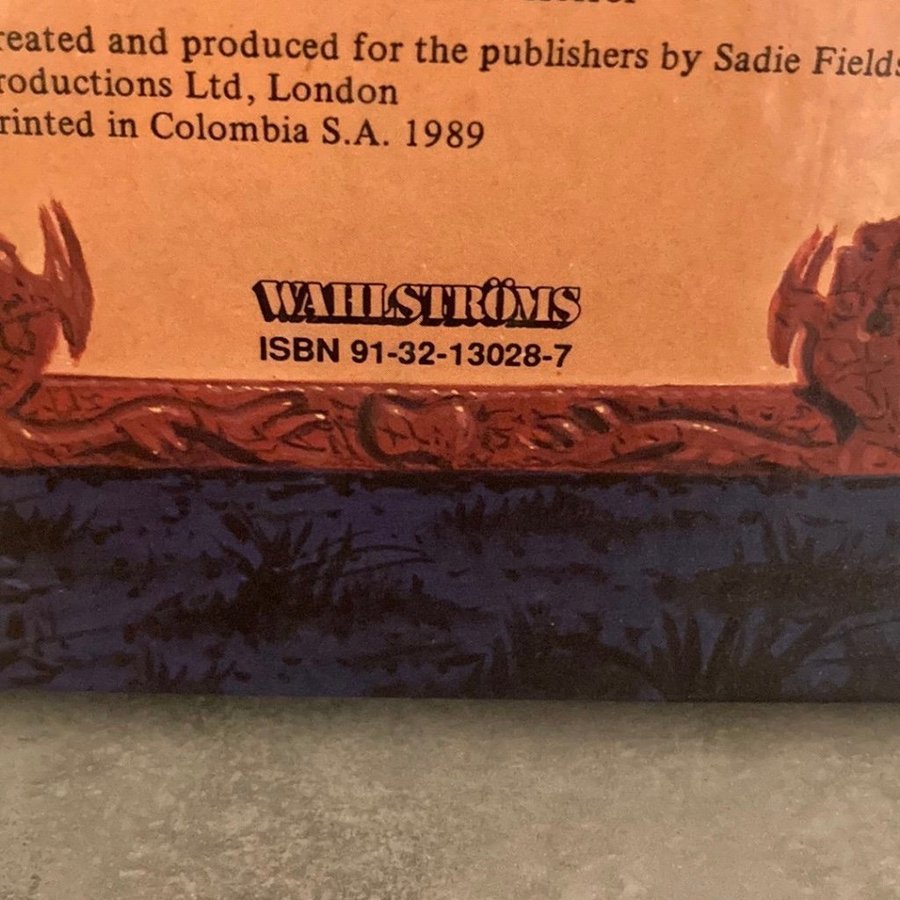 reated and produced for the publishers by Sadie Fields
roductions Ltd, London
rinted in Colombia S.A. 1989
WAHLSTRÖMS
ISBN 91-32-13028-7